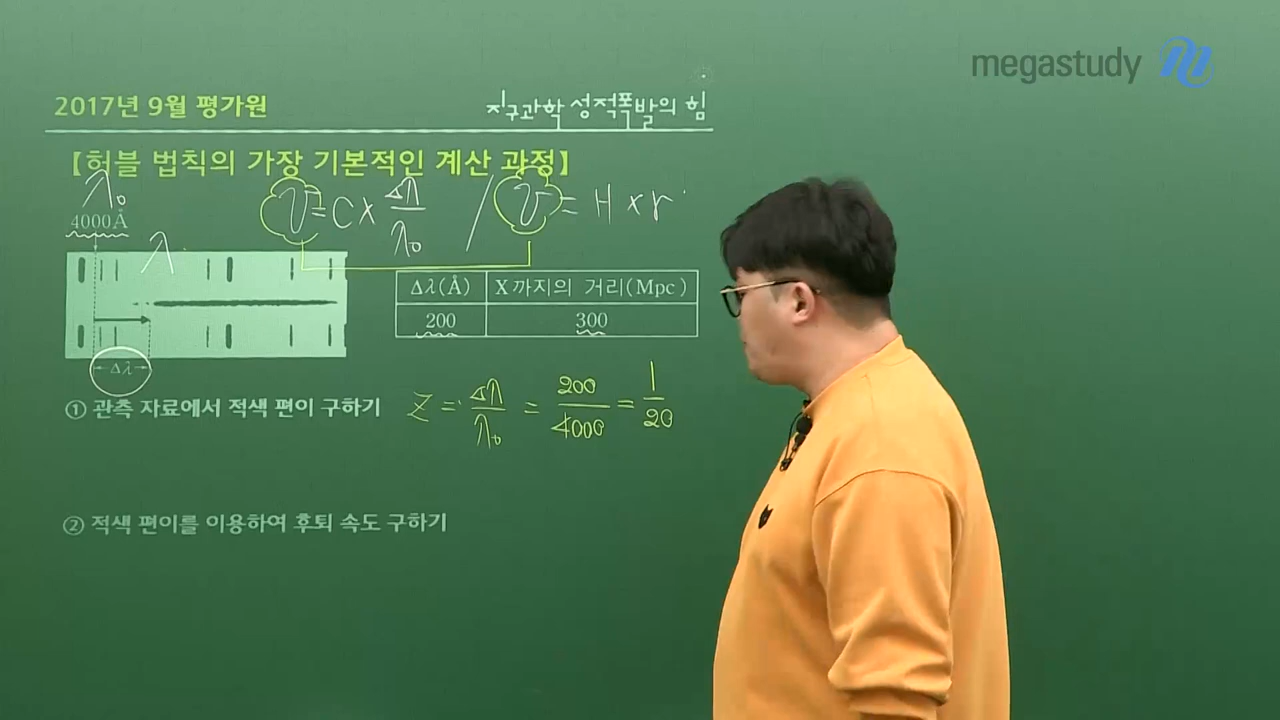 megastudy
2017년 9월 평가원
지구과학 성적폭발의 힘
【허블 법칙의 가장 기본적인 계산 과정】
λ₀
4000Å
v = C × Δλ/λ₀ / v = H × r
λ
Δλ(Å) X까지의 거리(Mpc)
200 300
Δλ
① 관측 자료에서 적색 편이 구하기 Z = Δλ/λ₀ = 200/4000 = 1/20
② 적색 편이를 이용하여 후퇴 속도 구하기